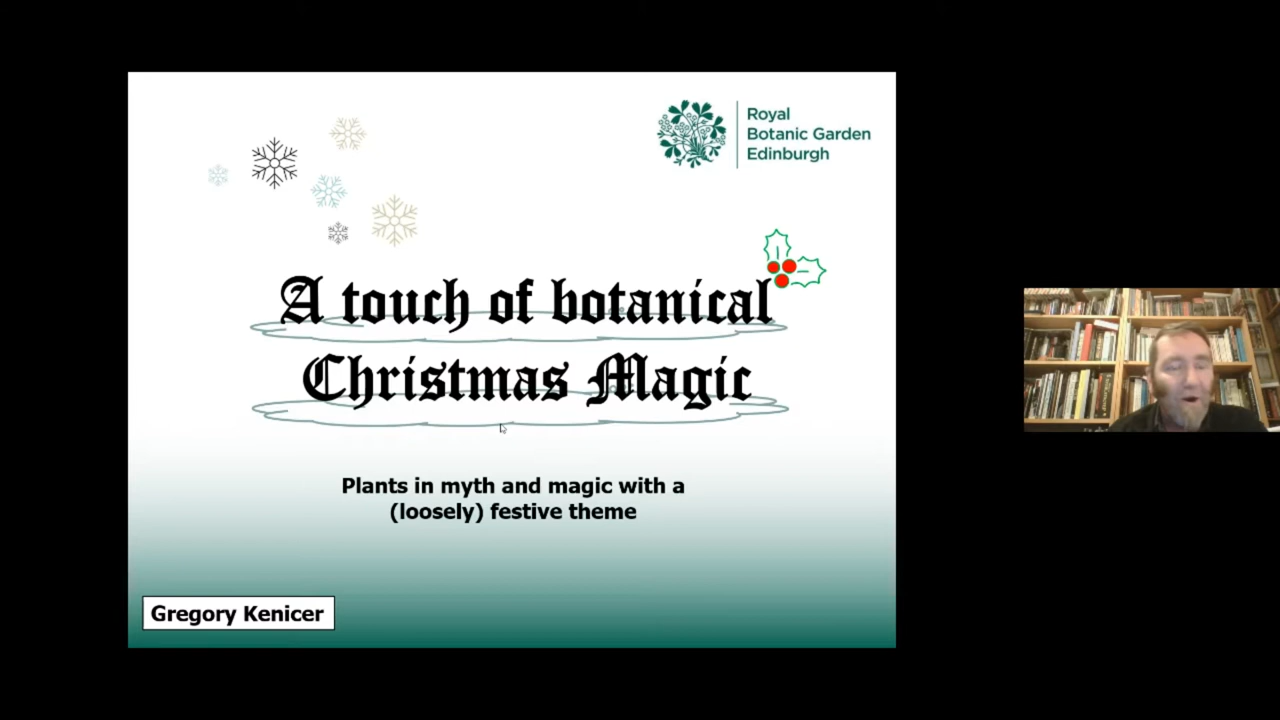 Royal
Botanic Garden
Edinburgh
A touch of botanical
Christmas Magic
Plants in myth and magic with a
(loosely) festive theme
Gregory Kenicer